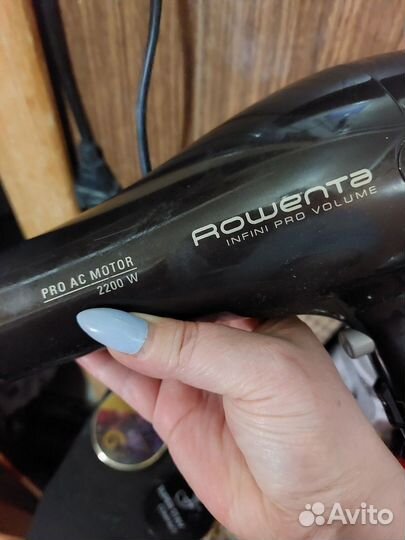 Rowenta
INFINI PRO VOLUME
PRO AC MOTOR
2200 W
Avito